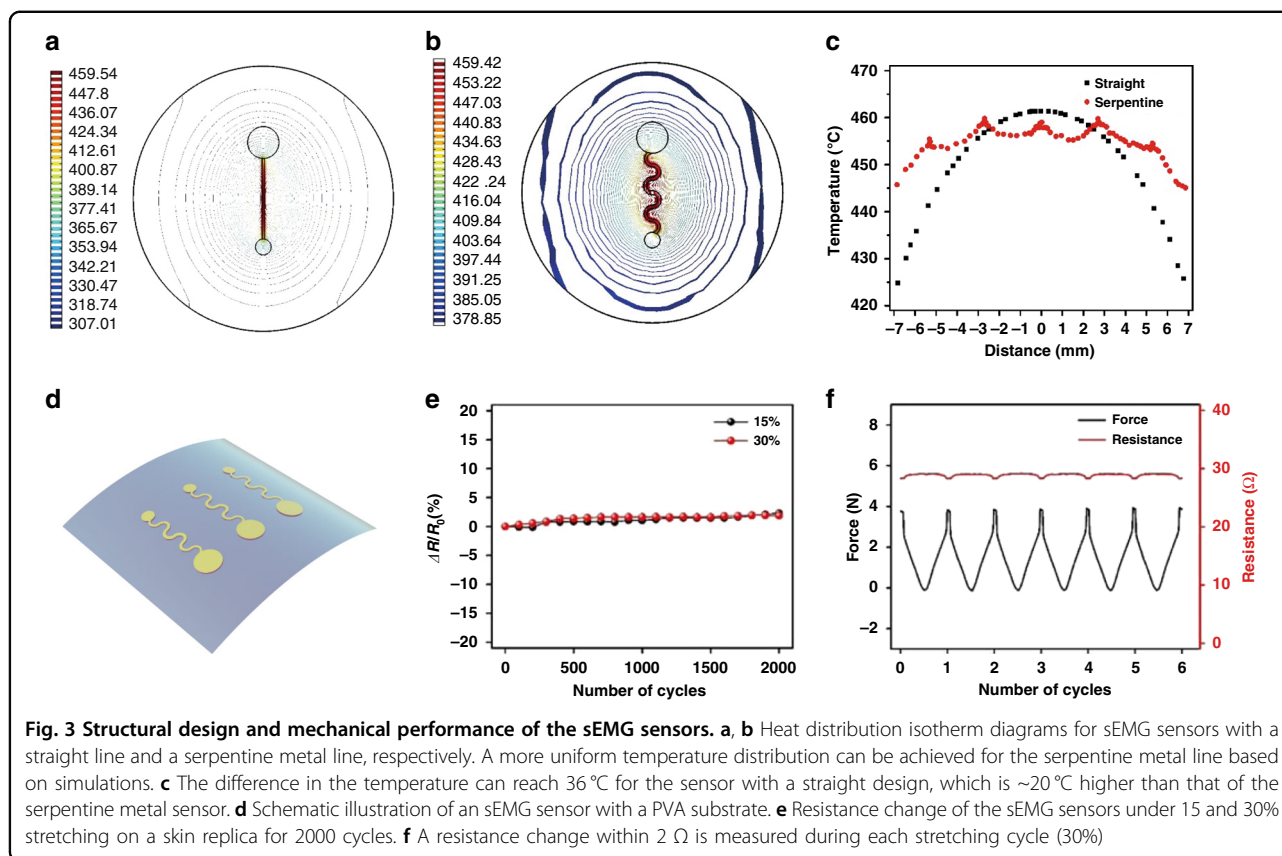 a
459.54
447.8
436.07
424.34
412.61
400.87
389.14
377.41
365.67
353.94
342.21
330.47
318.74
307.01
b
459.42
453.22
447.03
440.83
434.63
428.43
422 .24
416.04
409.84
403.64
397.44
391.25
385.05
378.85
c
Temperature (°C)
470
460
450
440
430
420
Straight
Serpentine
–7 –6 –5 –4 –3 –2 –1 0 1 2 3 4 5 6 7
Distance (mm)
d
e
ΔR/R0(%)
20
15
10
5
0
–5
–10
–15
–20
15%
30%
0 500 1000 1500 2000
Number of cycles
f
Force (N)
8
6
4
2
0
–2
Force
Resistance
40
30
20
10
0
Resistance (Ω)
0 1 2 3 4 5 6
Number of cycles
Fig. 3 Structural design and mechanical performance of the sEMG sensors. a, b Heat distribution isotherm diagrams for sEMG sensors with a
straight line and a serpentine metal line, respectively. A more uniform temperature distribution can be achieved for the serpentine metal line based
on simulations. c The difference in the temperature can reach 36 °C for the sensor with a straight design, which is ~20 °C higher than that of the
serpentine metal sensor. d Schematic illustration of an sEMG sensor with a PVA substrate. e Resistance change of the sEMG sensors under 15 and 30%
stretching on a skin replica for 2000 cycles. f A resistance change within 2 Ω is measured during each stretching cycle (30%)